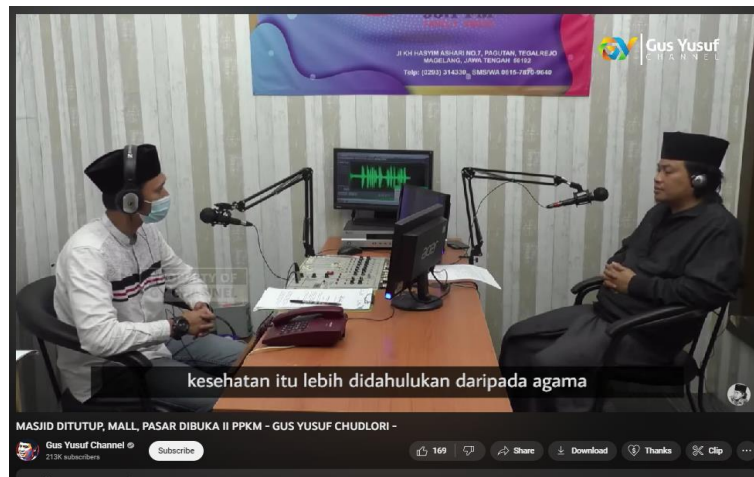 JL KH HASYIM ASHARI NO.7, PAGUTAN, TEGALREJO
MAGELANG, JAWA TENGAH 56192
Gus Yusuf
CHANNEL
kesehatan itu lebih didahulukan daripada agama
MASJID DITUTUP, MALL, PASAR DIBUKA II PPKM - GUS YUSUF CHUDLORI -
Gus Yusuf Channel
213K subscribers
Subscribe
169
Share
Download
Thanks
Clip